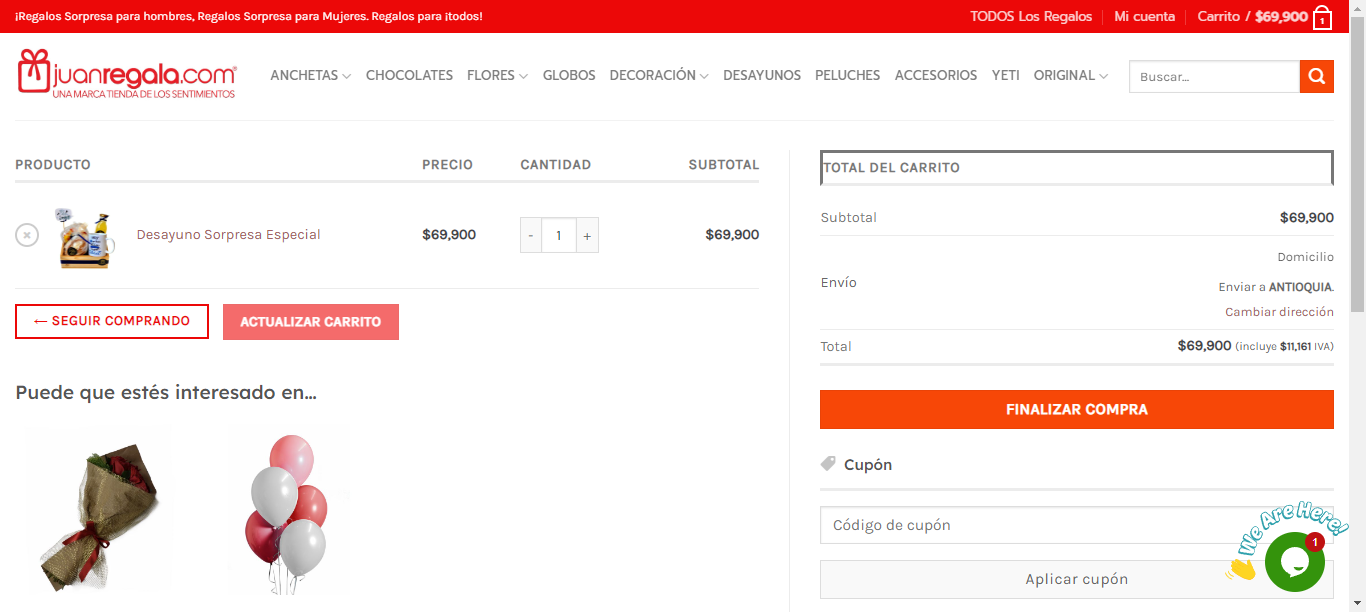 ¡Regalos Sorpresa para hombres, Regalos Sorpresa para Mujeres. Regalos para ¡todos!
TODOS Los Regalos
Mi cuenta
Carrito / $69,900 1
juanregala.com®
UNA MARCA TIENDA DE LOS SENTIMIENTOS
ANCHETAS CHOCOLATES FLORES GLOBOS DECORACIÓN DESAYUNOS PELUCHES ACCESORIOS YETI ORIGINAL
Buscar...
PRODUCTO PRECIO CANTIDAD SUBTOTAL
Desayuno Sorpresa Especial $69,900 - 1 + $69,900
← SEGUIR COMPRANDO
ACTUALIZAR CARRITO
Puede que estés interesado en…
TOTAL DEL CARRITO
Subtotal $69,900
Envío
Domicilio
Enviar a ANTIOQUIA.
Cambiar dirección
Total $69,900 (incluye $11,161 IVA)
FINALIZAR COMPRA
Cupón
Código de cupón
Aplicar cupón
We Are Here!
1